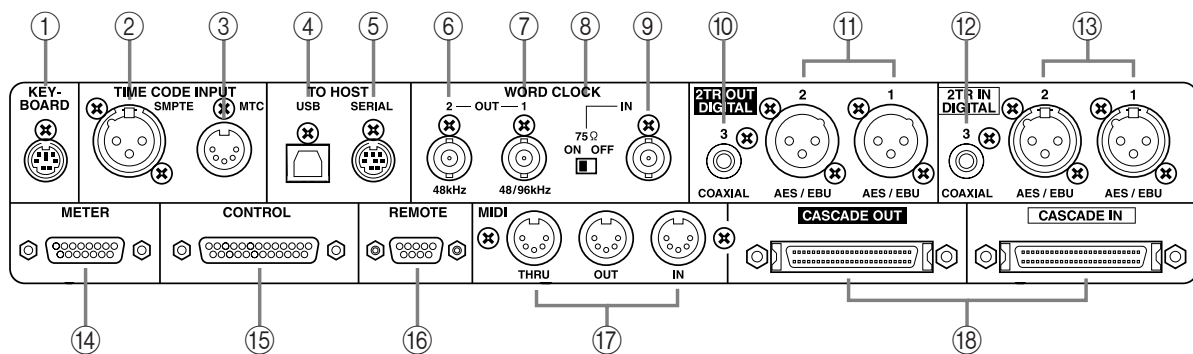 ① ② ③ ④ ⑤ ⑥ ⑦ ⑧ ⑨ ⑩ ⑪ ⑫ ⑬
KEY-
BOARD
TIME CODE INPUT
SMPTE MTC
TO HOST
USB SERIAL
WORD CLOCK
2 OUT 1 IN
75Ω
ON OFF
48kHz 48/96kHz
2TR OUT
DIGITAL
2 1
3
COAXIAL AES / EBU AES / EBU
2TR IN
DIGITAL
2 1
3
COAXIAL AES / EBU AES / EBU
METER CONTROL REMOTE MIDI
THRU OUT IN
CASCADE OUT CASCADE IN
⑭ ⑮ ⑯ ⑰ ⑱